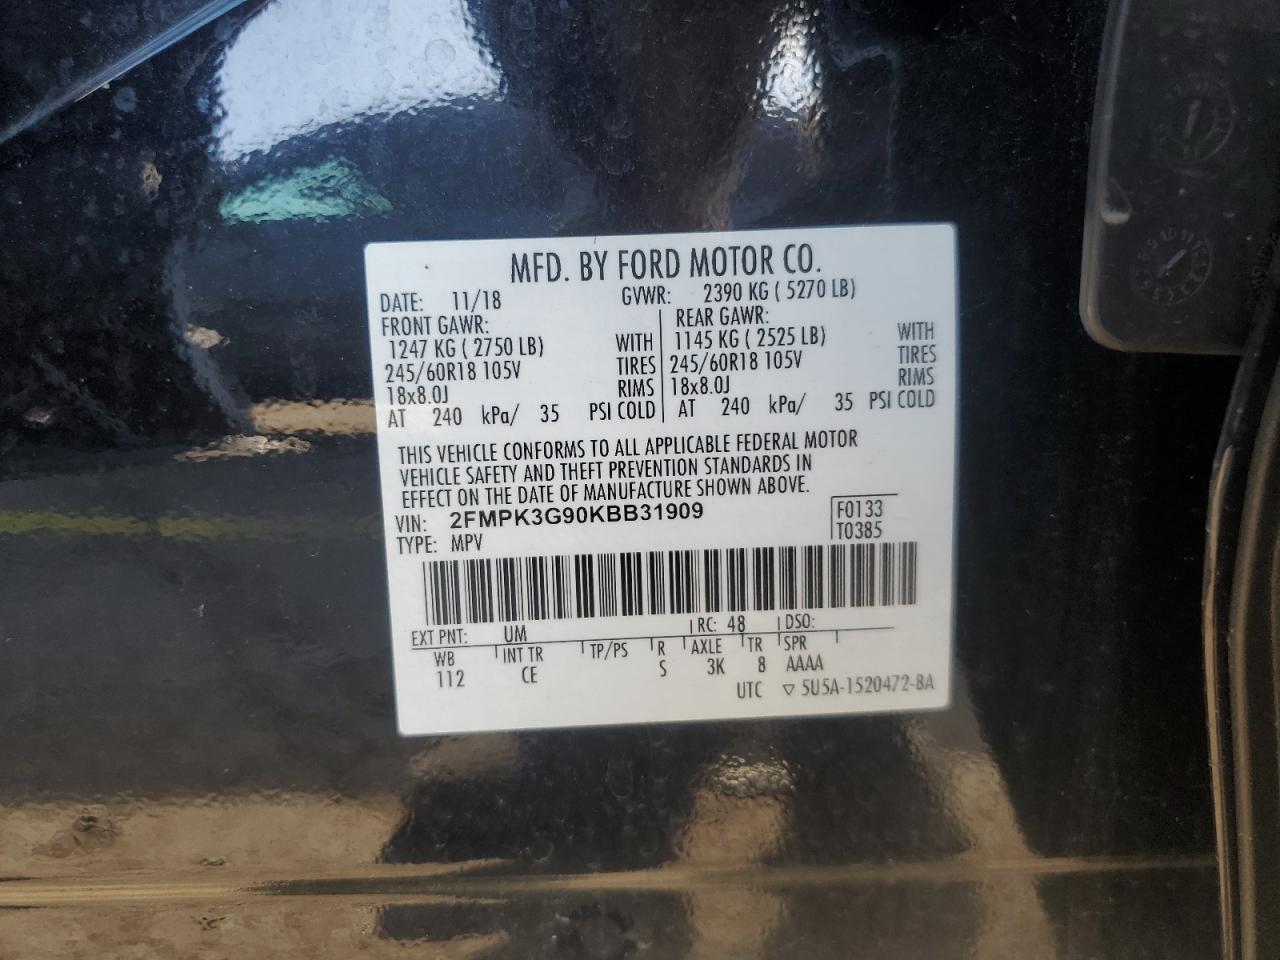 MFD. BY FORD MOTOR CO.
DATE: 11/18 GVWR: 2390 KG ( 5270 LB)
FRONT GAWR: REAR GAWR:
1247 KG ( 2750 LB) WITH 1145 KG ( 2525 LB) WITH
245/60R18 105V TIRES 245/60R18 105V TIRES
18x8.0J RIMS 18x8.0J RIMS
AT 240 kPa/ 35 PSI COLD AT 240 kPa/ 35 PSI COLD
THIS VEHICLE CONFORMS TO ALL APPLICABLE FEDERAL MOTOR
VEHICLE SAFETY AND THEFT PREVENTION STANDARDS IN
EFFECT ON THE DATE OF MANUFACTURE SHOWN ABOVE.
VIN: 2FMPK3G90KBB31909 F0133
TYPE: MPV T0385
EXT PNT: UM RC: 48 DSO:
WB INT TR TP/PS R AXLE TR SPR
112 CE S 3K 8 AAAA
UTC ▽ 5U5A-1520472-BA